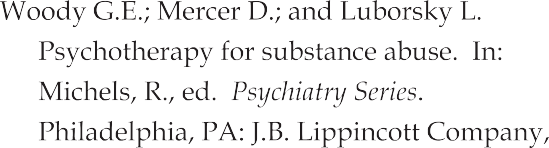 Woody G.E.; Mercer D.; and Luborsky L.
Psychotherapy for substance abuse. In:
Michels, R., ed. Psychiatry Series.
Philadelphia, PA: J.B. Lippincott Company,